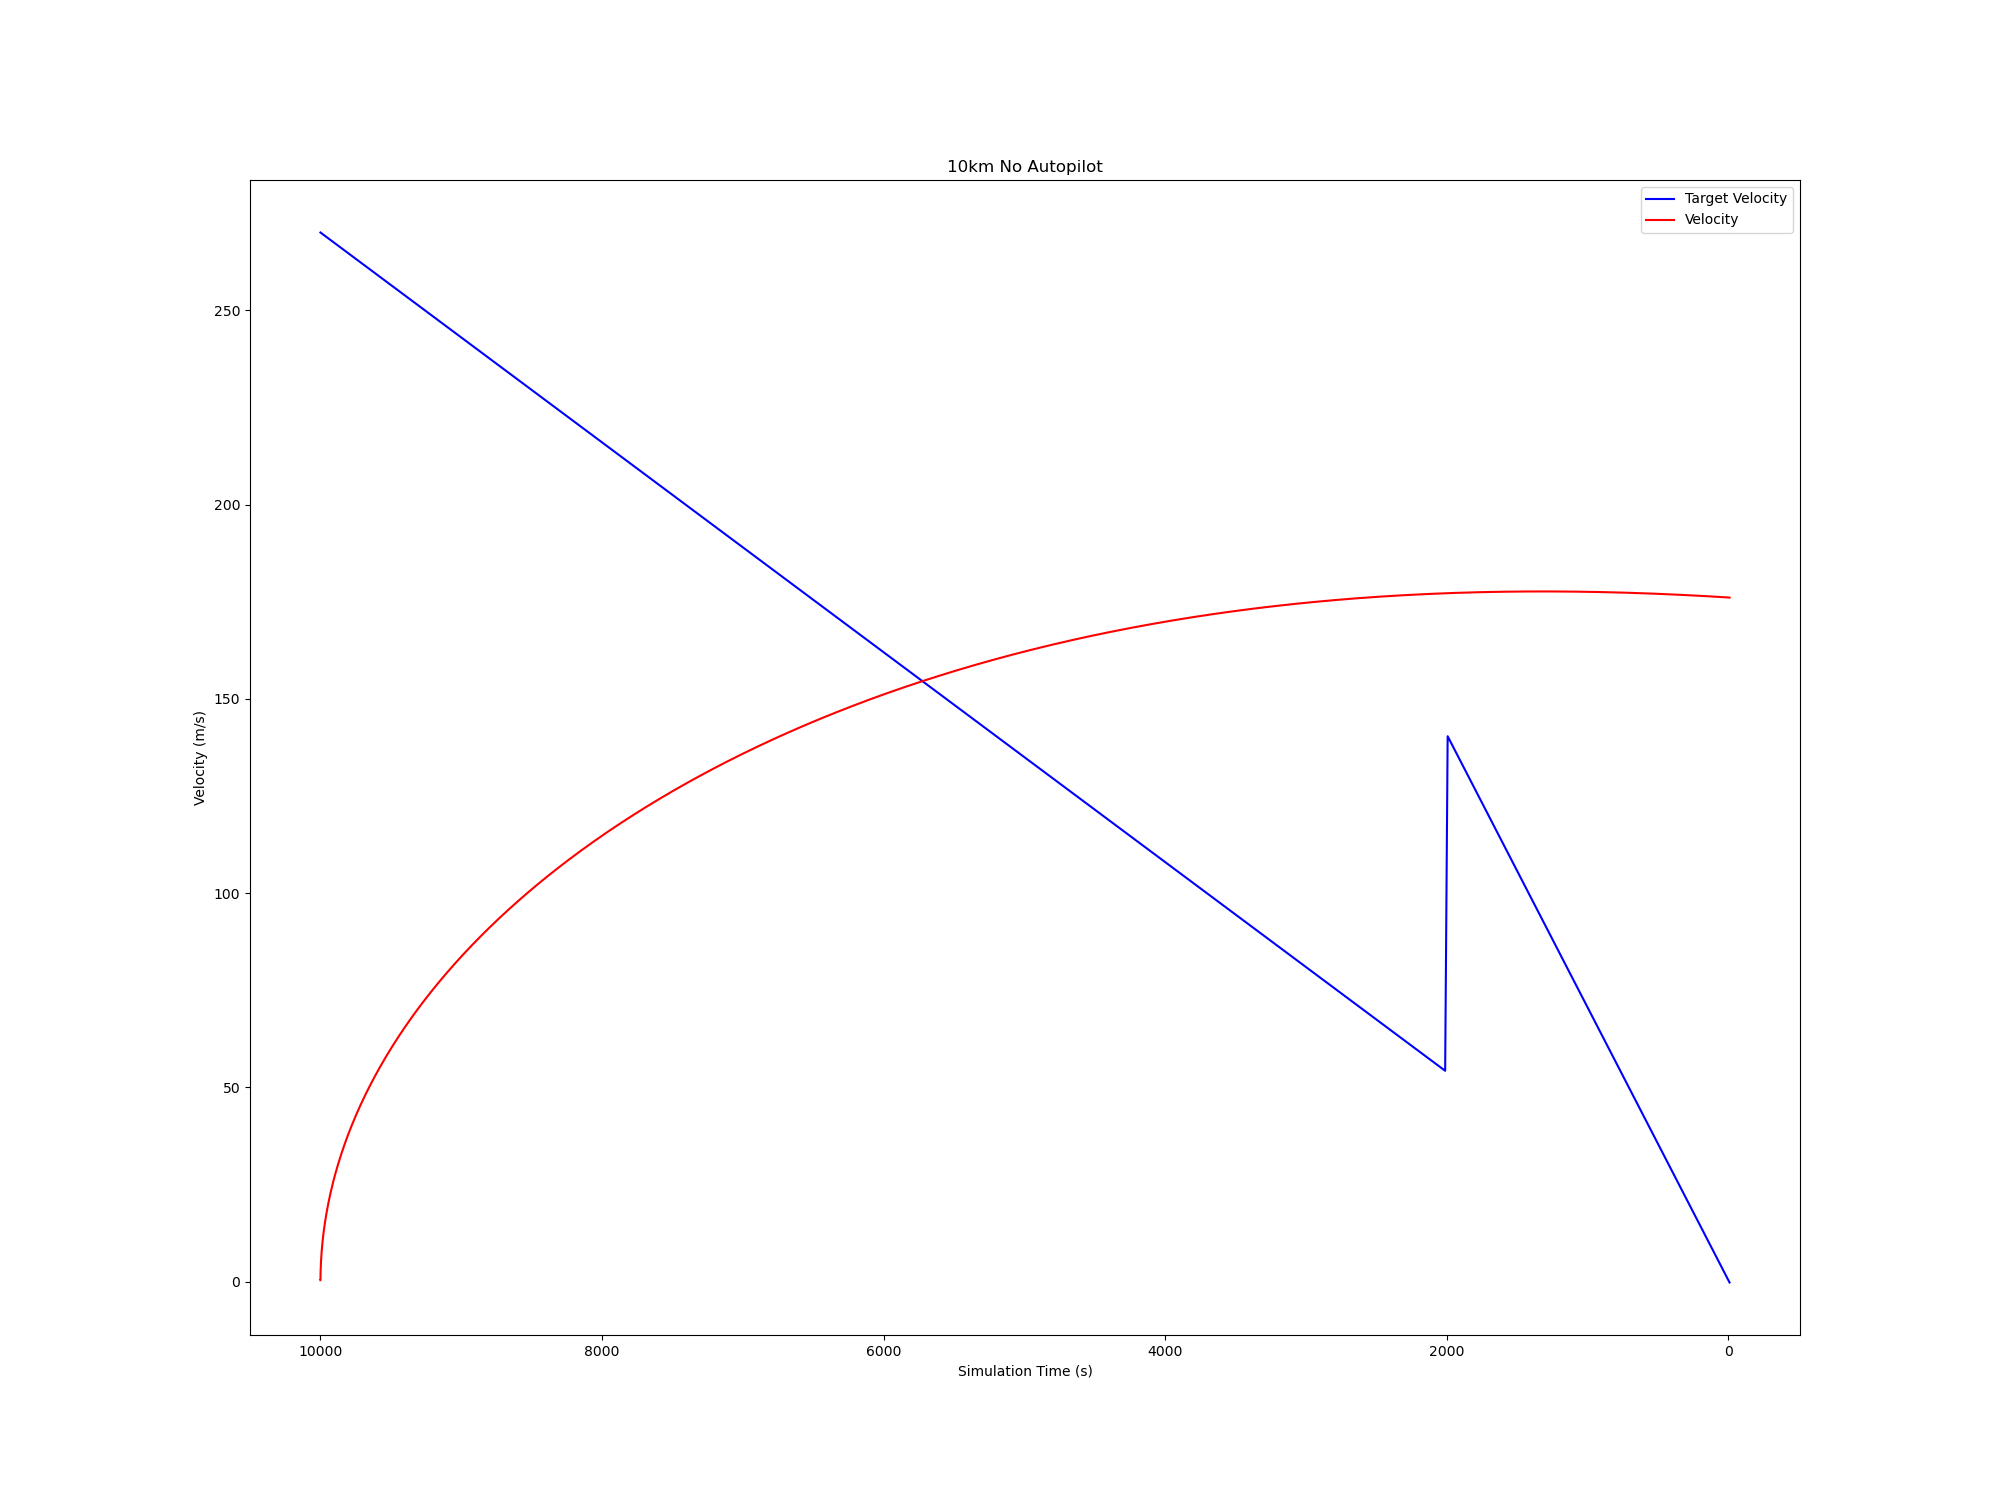 10km No Autopilot
Target Velocity
Velocity
250
200
150
100
50
0
Velocity (m/s)
10000 8000 6000 4000 2000 0
Simulation Time (s)